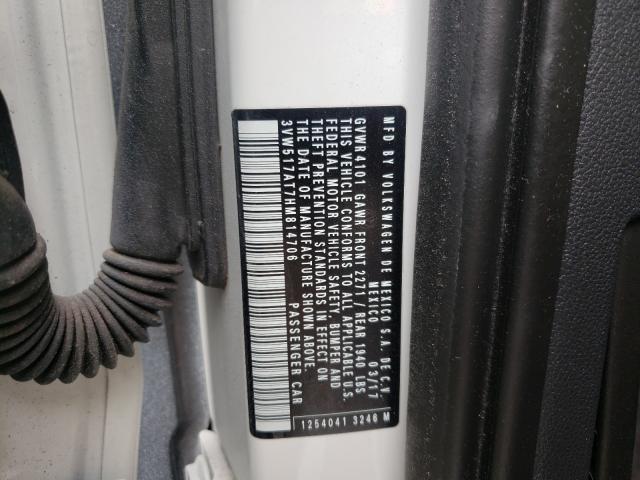 MFD BY VOLKSWAGEN DE MEXICO S.A. DE C.V
MEXICO 03/17
GVWR 4101 GAWR FRONT 2271/ REAR 1940 LBS
THIS VEHICLE CONFORMS TO ALL APPLICABLE U.S.
FEDERAL MOTOR VEHICLE SAFETY, BUMPER AND
THEFT PREVENTION STANDARDS IN EFFECT ON
THE DATE OF MANUFACTURE SHOWN ABOVE.
3VW517AT7HM814706 PASSENGER CAR
1254041 3246 M